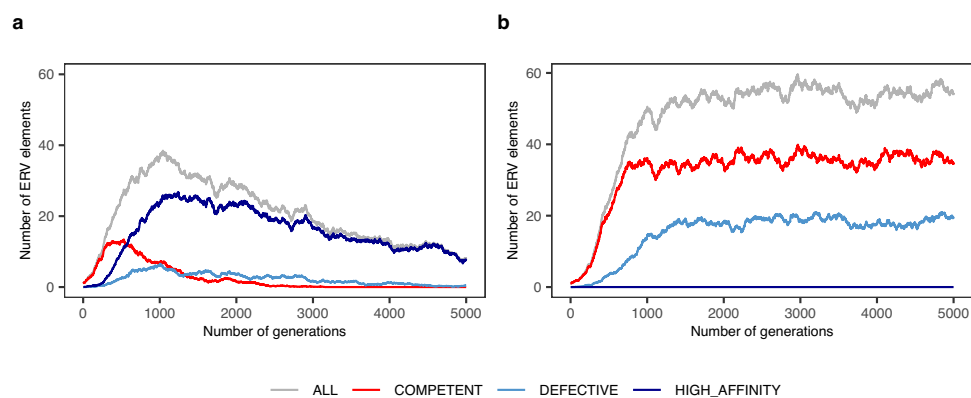 a
b
60
40
20
0
Number of ERV elements
0 1000 2000 3000 4000 5000
Number of generations
60
40
20
0
Number of ERV elements
0 1000 2000 3000 4000 5000
Number of generations
ALL COMPETENT DEFECTIVE HIGH_AFFINITY